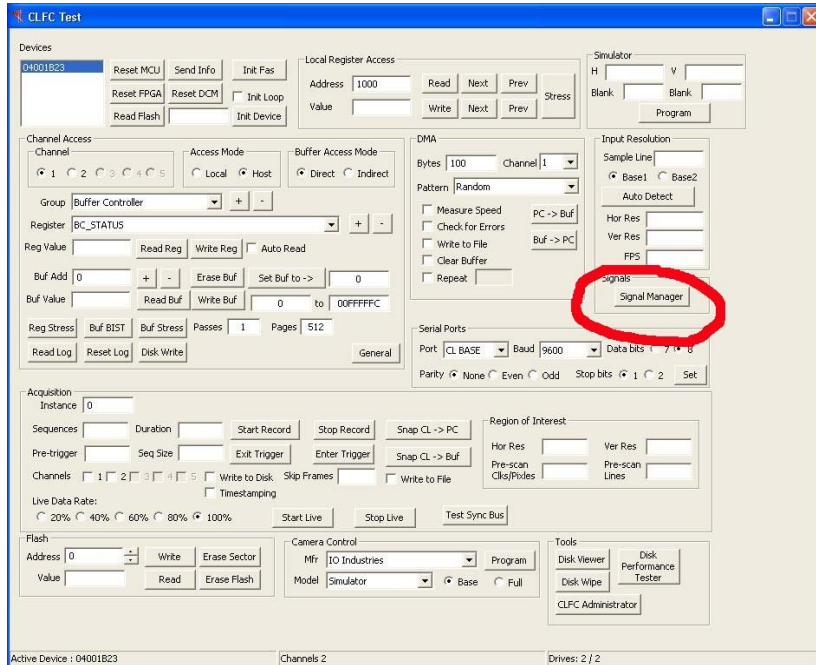 CLFC Test
Devices
04001B23
Reset MCU Send Info Init Fas
Reset FPGA Reset DCM Init Loop
Read Flash Init Device
Local Register Access
Address 1000 Read Next Prev
Value Write Next Prev
Stress
Simulator
H V
Blank Blank
Program
Channel Access
Channel
1 2 3 4 5
Access Mode
Local Host
Buffer Access Mode
Direct Indirect
Group Buffer Controller + -
Register BC_STATUS + -
Reg Value Read Reg Write Reg Auto Read
Buf Add 0 + - Erase Buf Set Buf to -> 0
Buf Value Read Buf Write Buf 0 to 00FFFFFC
Reg Stress Buf BIST Buf Stress Passes 1 Pages 512
Read Log Reset Log Disk Write General
DMA
Bytes 100 Channel 1
Pattern Random
Measure Speed
Check for Errors
Write to File
Clear Buffer
Repeat
PC -> Buf
Buf -> PC
Input Resolution
Sample Line
Base1 Base2
Auto Detect
Hor Res
Ver Res
FPS
Signals
Signal Manager
Serial Ports
Port CL BASE Baud 9600 Data bits 7 8
Parity None Even Odd Stop bits 1 2 Set
Acquisition
Instance 0
Sequences Duration Start Record Stop Record Snap CL -> PC
Pre-trigger Seq Size Exit Trigger Enter Trigger Snap CL -> Buf
Channels 1 2 3 4 5 Write to Disk Skip Frames Write to File
Timestamping
Live Data Rate:
20% 40% 60% 80% 100% Start Live Stop Live Test Sync Bus
Region of Interest
Hor Res Ver Res
Pre-scan Clks/Pixles
Pre-scan Lines
Flash
Address 0 Write Erase Sector
Value Read Erase Flash
Camera Control
Mfr IO Industries Program
Model Simulator Base Full
Tools
Disk Viewer
Disk Performance Tester
Disk Wipe
CLFC Administrator
Active Device : 04001B23 Channels 2 Drives: 2 / 2